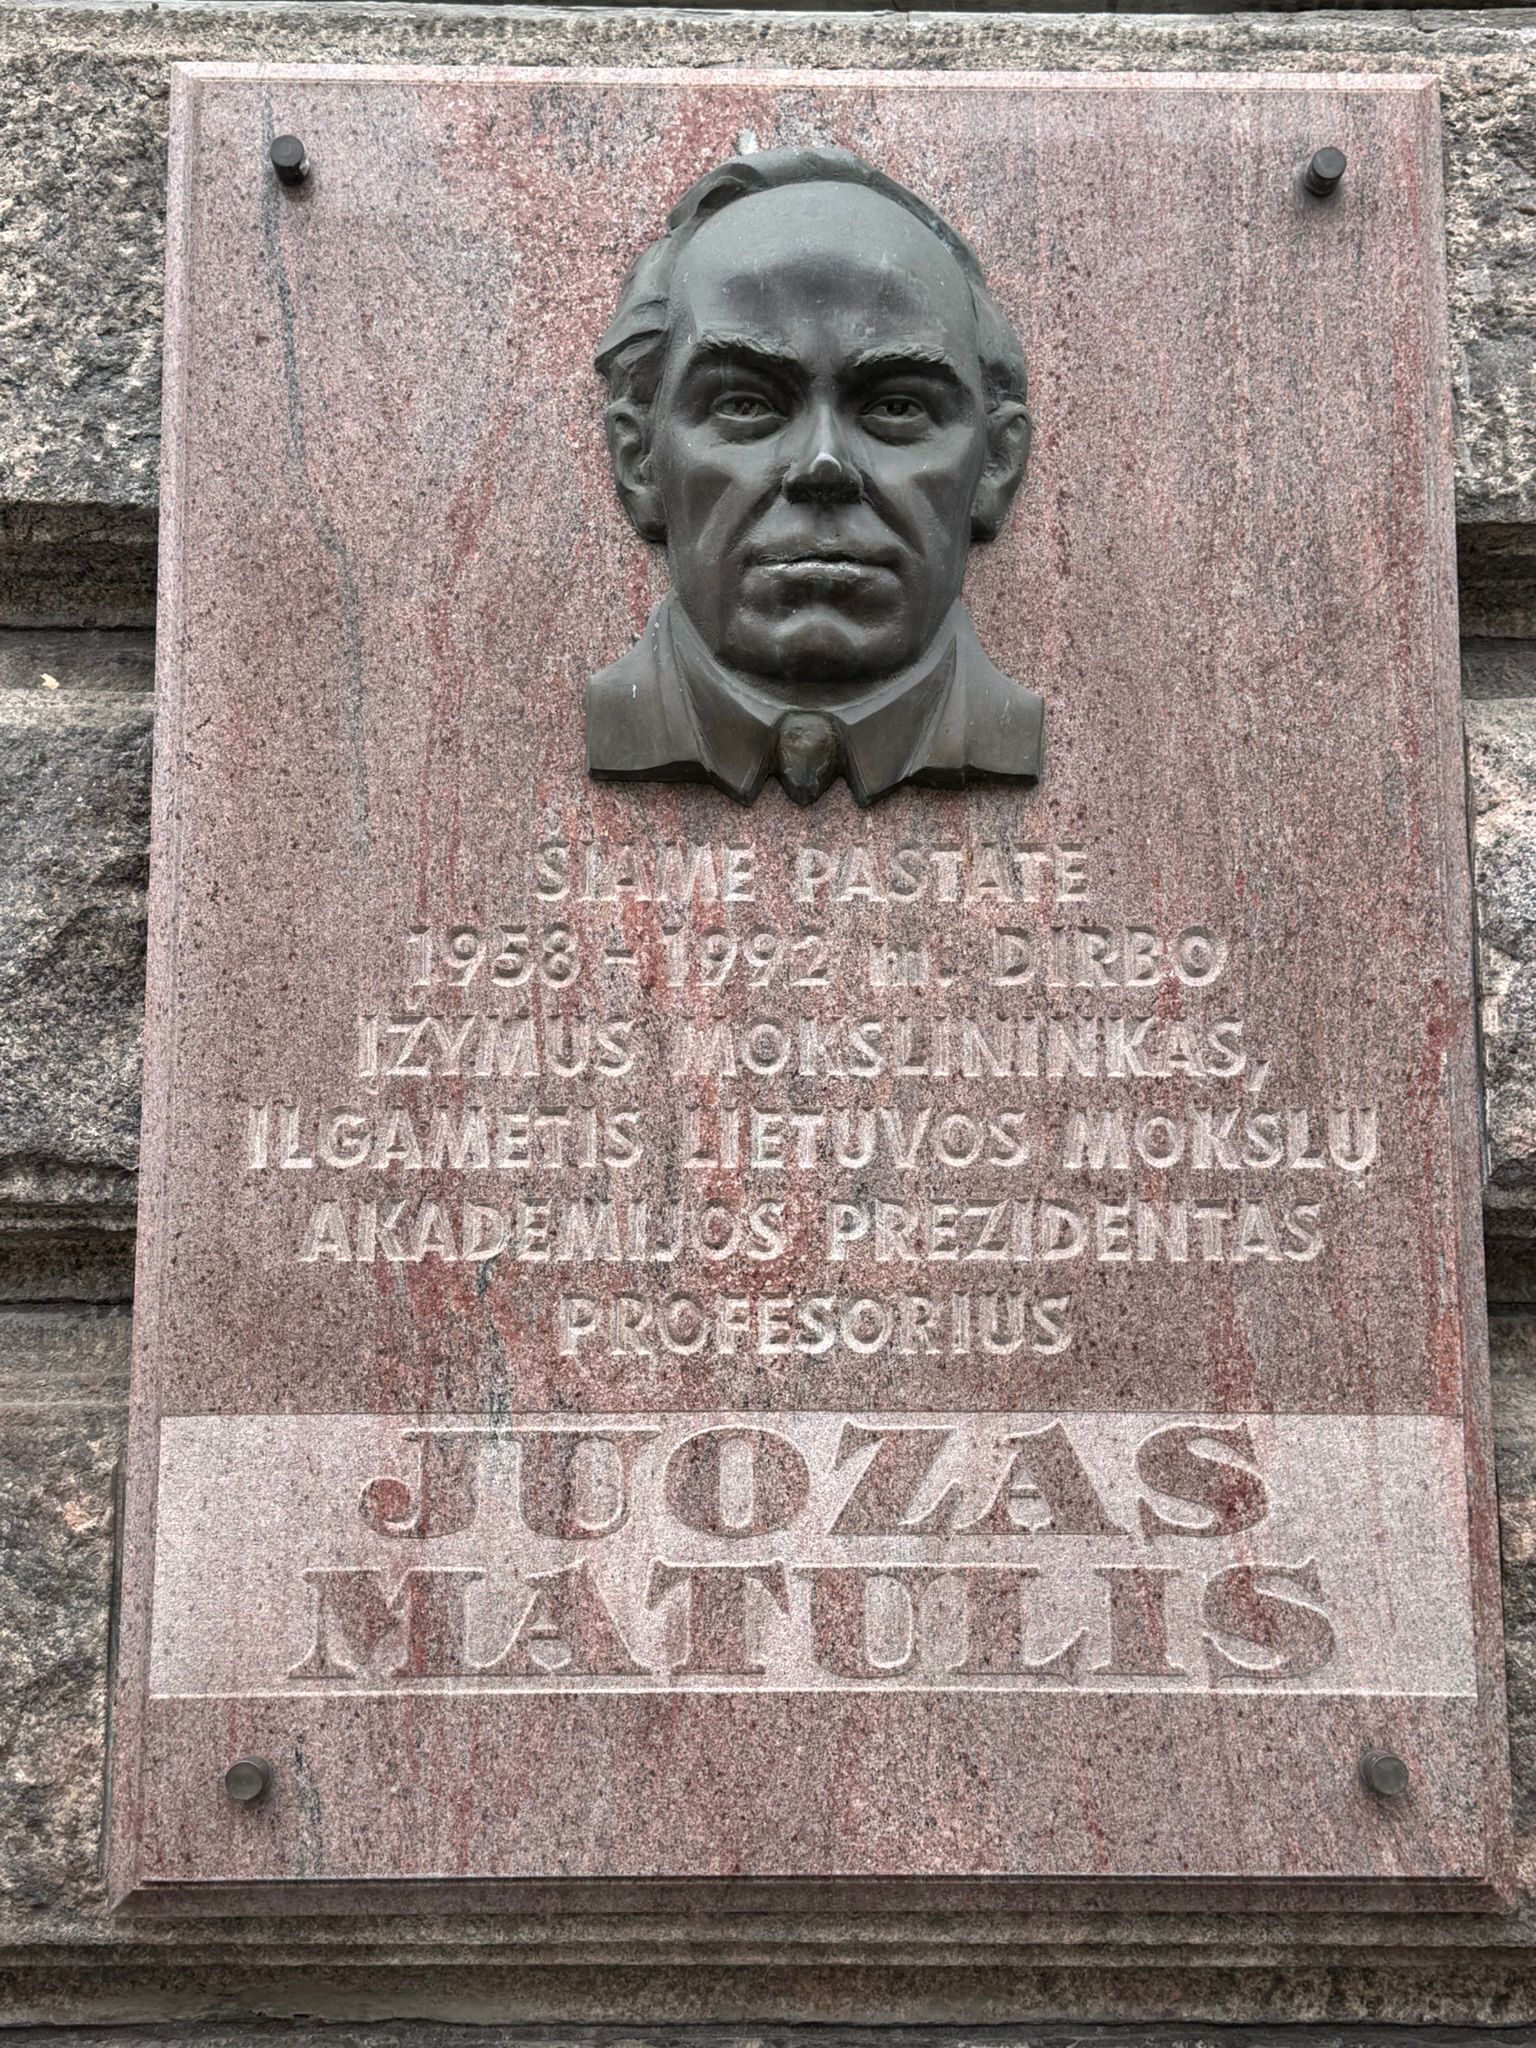 ŠIAME PASTATE
1958 - 1992 m. DIRBO
ĮŽYMUS MOKSLININKAS,
ILGAMETIS LIETUVOS MOKSLŲ
AKADEMIJOS PREZIDENTAS
PROFESORIUS
JUOZAS
MATULIS